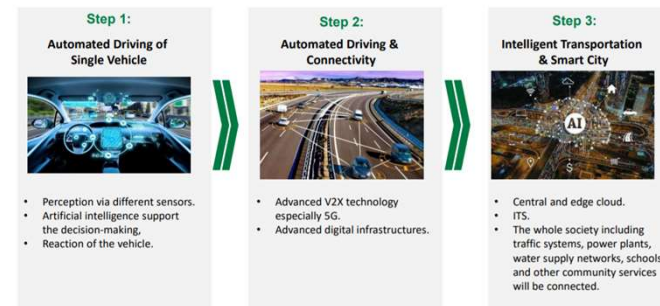 Step 1:
Automated Driving of
Single Vehicle
• Perception via different sensors.
• Artificial intelligence support
the decision-making,
• Reaction of the vehicle.
Step 2:
Automated Driving &
Connectivity
• Advanced V2X technology
especially 5G.
• Advanced digital infrastructures.
Step 3:
Intelligent Transportation
& Smart City
AI
• Central and edge cloud.
• ITS.
• The whole society including
traffic systems, power plants,
water supply networks, schools
and other community services
will be connected.